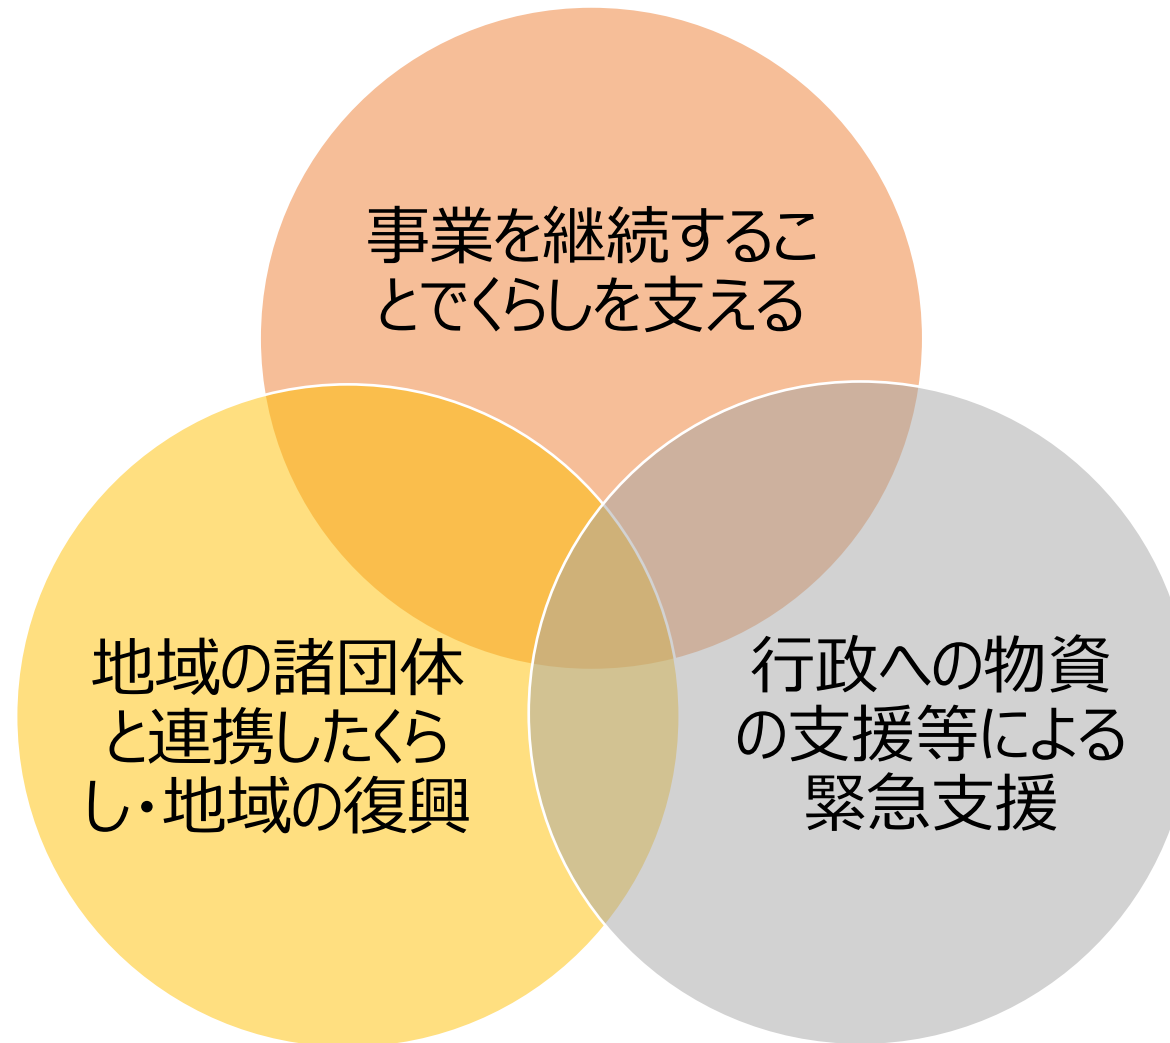 事業を継続するこ
とでくらしを支える
地域の諸団体
と連携したくら
し・地域の復興
行政への物資
の支援等による
緊急支援